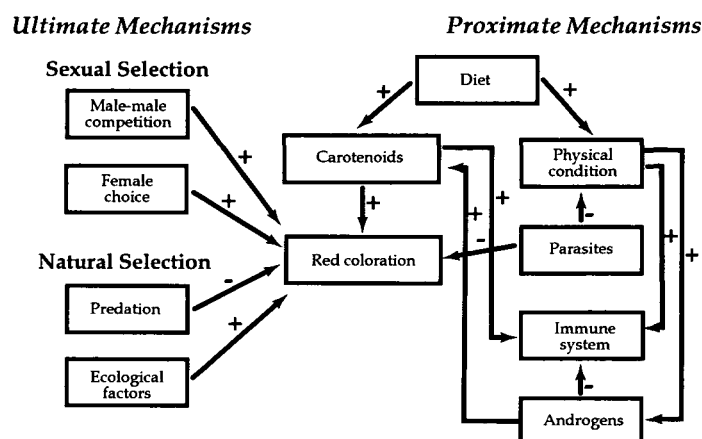 Ultimate Mechanisms
Proximate Mechanisms
Sexual Selection
Male-male
competition
Female
choice
Natural Selection
Predation
Ecological
factors
Diet
Carotenoids
Physical
condition
Red coloration
Parasites
Immune
system
Androgens
+
+
-
+
+
+
+
+
+
-
-
+
+
-